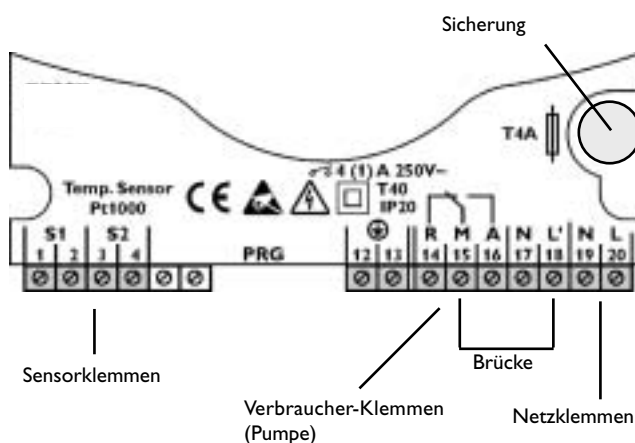 Sicherung
T4A
4 (1) A 250V~
Temp. Sensor
Pt1000
CE
T40
IP20
S1 S2
R M A N L' N L
1 2 3 4
PRG
12 13 14 15 16 17 18 19 20
Brücke
Sensorklemmen
Verbraucher-Klemmen
(Pumpe)
Netzklemmen